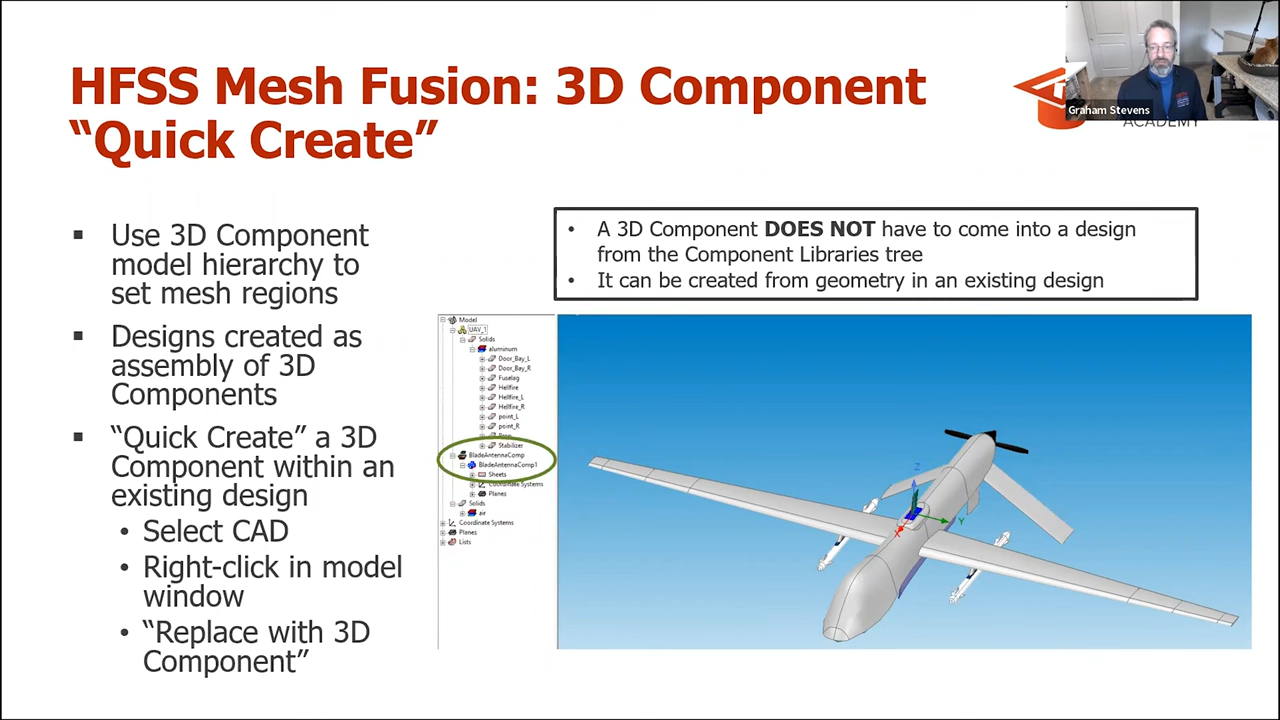 HFSS Mesh Fusion: 3D Component
“Quick Create”
Graham Stevens
ACADEMY
▪ Use 3D Component
model hierarchy to
set mesh regions
▪ Designs created as
assembly of 3D
Components
▪ “Quick Create” a 3D
Component within an
existing design
• Select CAD
• Right-click in model
window
• “Replace with 3D
Component”
• A 3D Component DOES NOT have to come into a design
from the Component Libraries tree
• It can be created from geometry in an existing design
Model
UAV_1
Solids
aluminum
Door_Bay_L
Door_Bay_R
Fuselag
Hellfire
Hellfire_L
Hellfire_R
point_L
point_R
Stabilizer
BladeAntennaComp
BladeAntennaComp1
Sheets
Coordinate Systems
Planes
Solids
air
Coordinate Systems
Planes
Lists
Z
Y
X